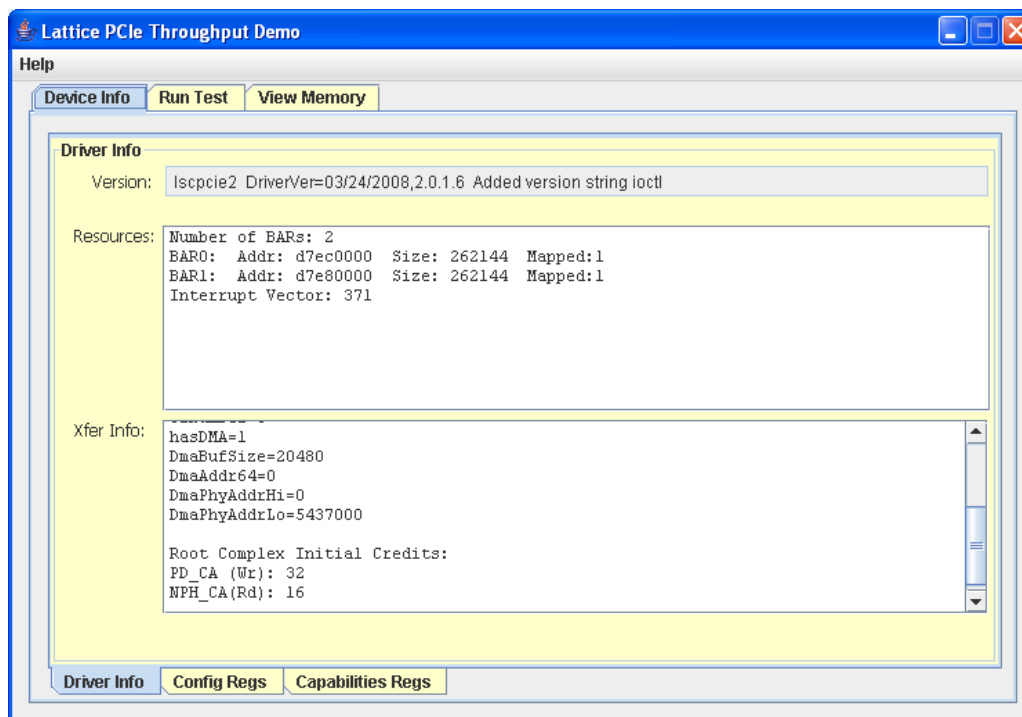 Lattice PCIe Throughput Demo
Help
Device Info Run Test View Memory
Driver Info
Version: lscpcie2 DriverVer=03/24/2008,2.0.1.6 Added version string ioctl
Resources: Number of BARs: 2
BAR0: Addr: d7ec0000 Size: 262144 Mapped:1
BAR1: Addr: d7e80000 Size: 262144 Mapped:1
Interrupt Vector: 371
Xfer Info:
hasDMA=1
DmaBufSize=20480
DmaAddr64=0
DmaPhyAddrHi=0
DmaPhyAddrLo=5437000
Root Complex Initial Credits:
PD_CA (Wr): 32
NPH_CA(Rd): 16
Driver Info Config Regs Capabilities Regs